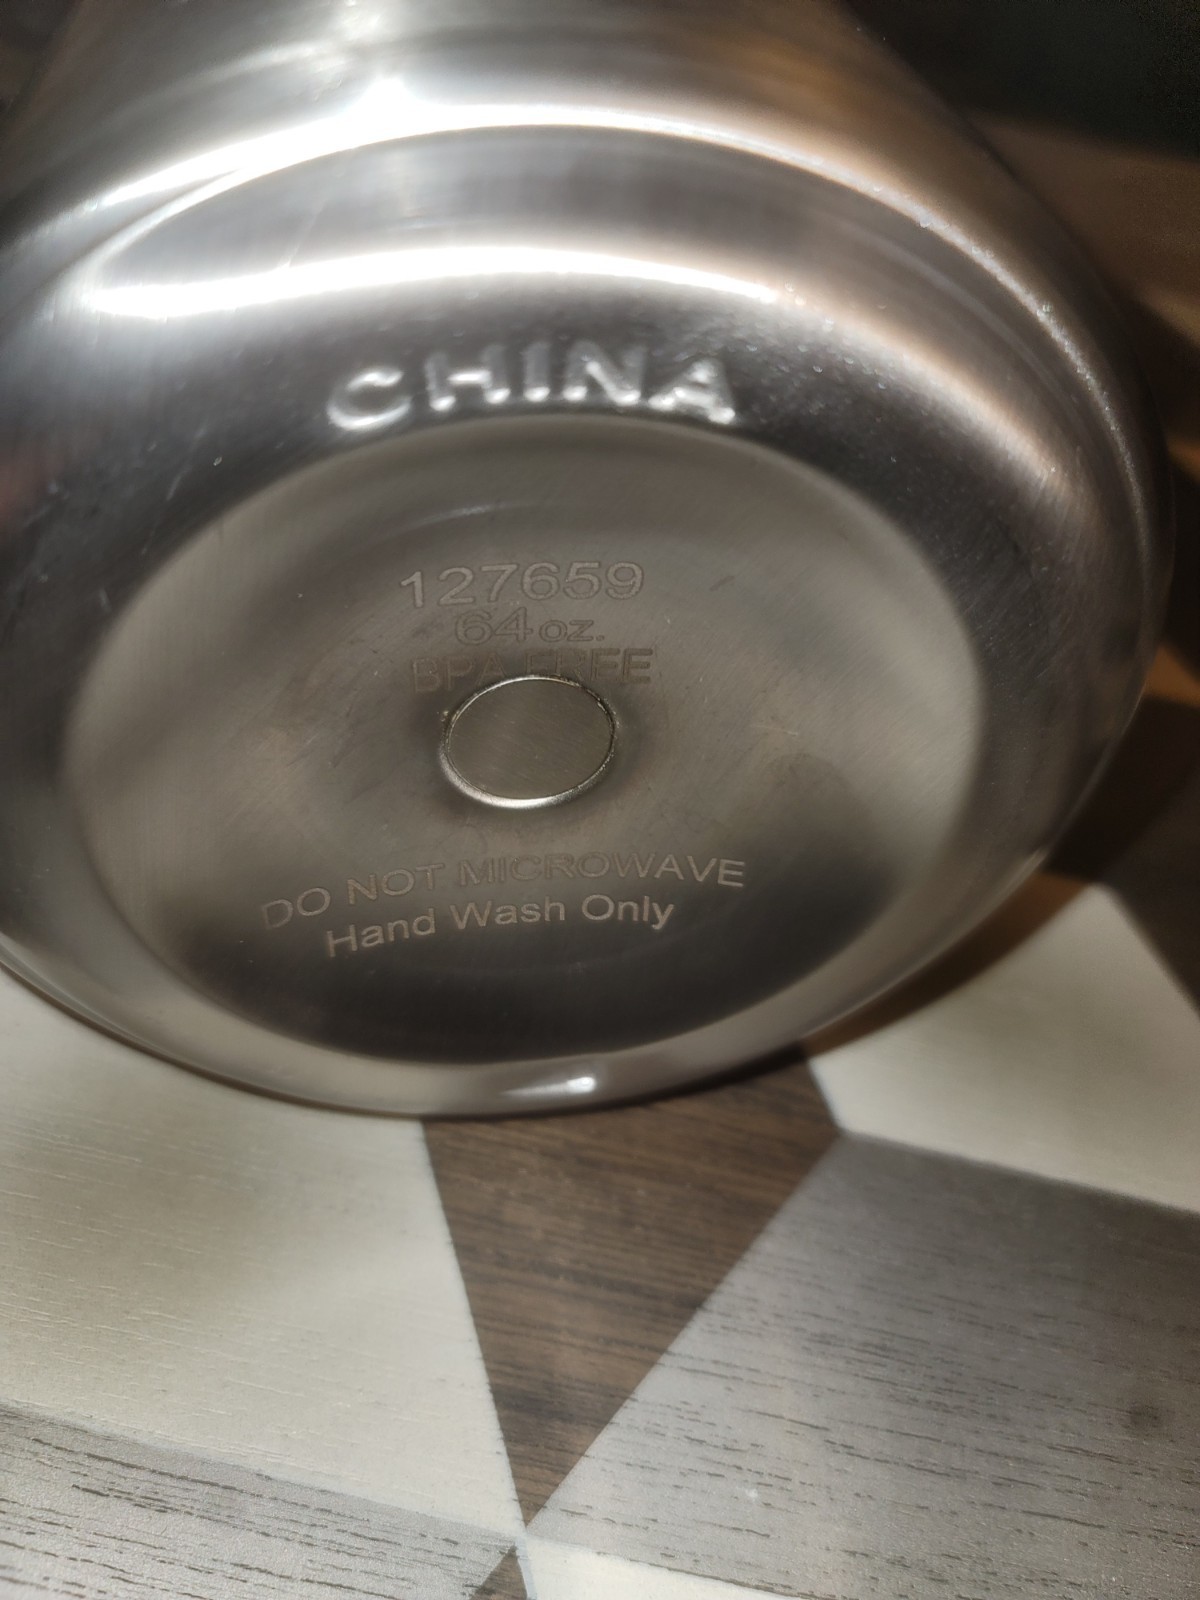 CHINA
127659
64 oz.
BPA FREE
DO NOT MICROWAVE
Hand Wash Only